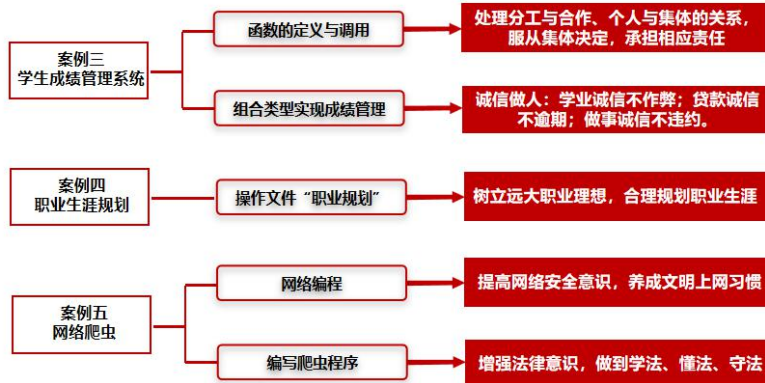 案例三
学生成绩管理系统
函数的定义与调用
处理分工与合作、个人与集体的关系，
服从集体决定，承担相应责任
组合类型实现成绩管理
诚信做人：学业诚信不作弊；贷款诚信
不逾期；做事诚信不违约。
案例四
职业生涯规划
操作文件“职业规划”
树立远大职业理想，合理规划职业生涯
案例五
网络爬虫
网络编程
提高网络安全意识，养成文明上网习惯
编写爬虫程序
增强法律意识，做到学法、懂法、守法